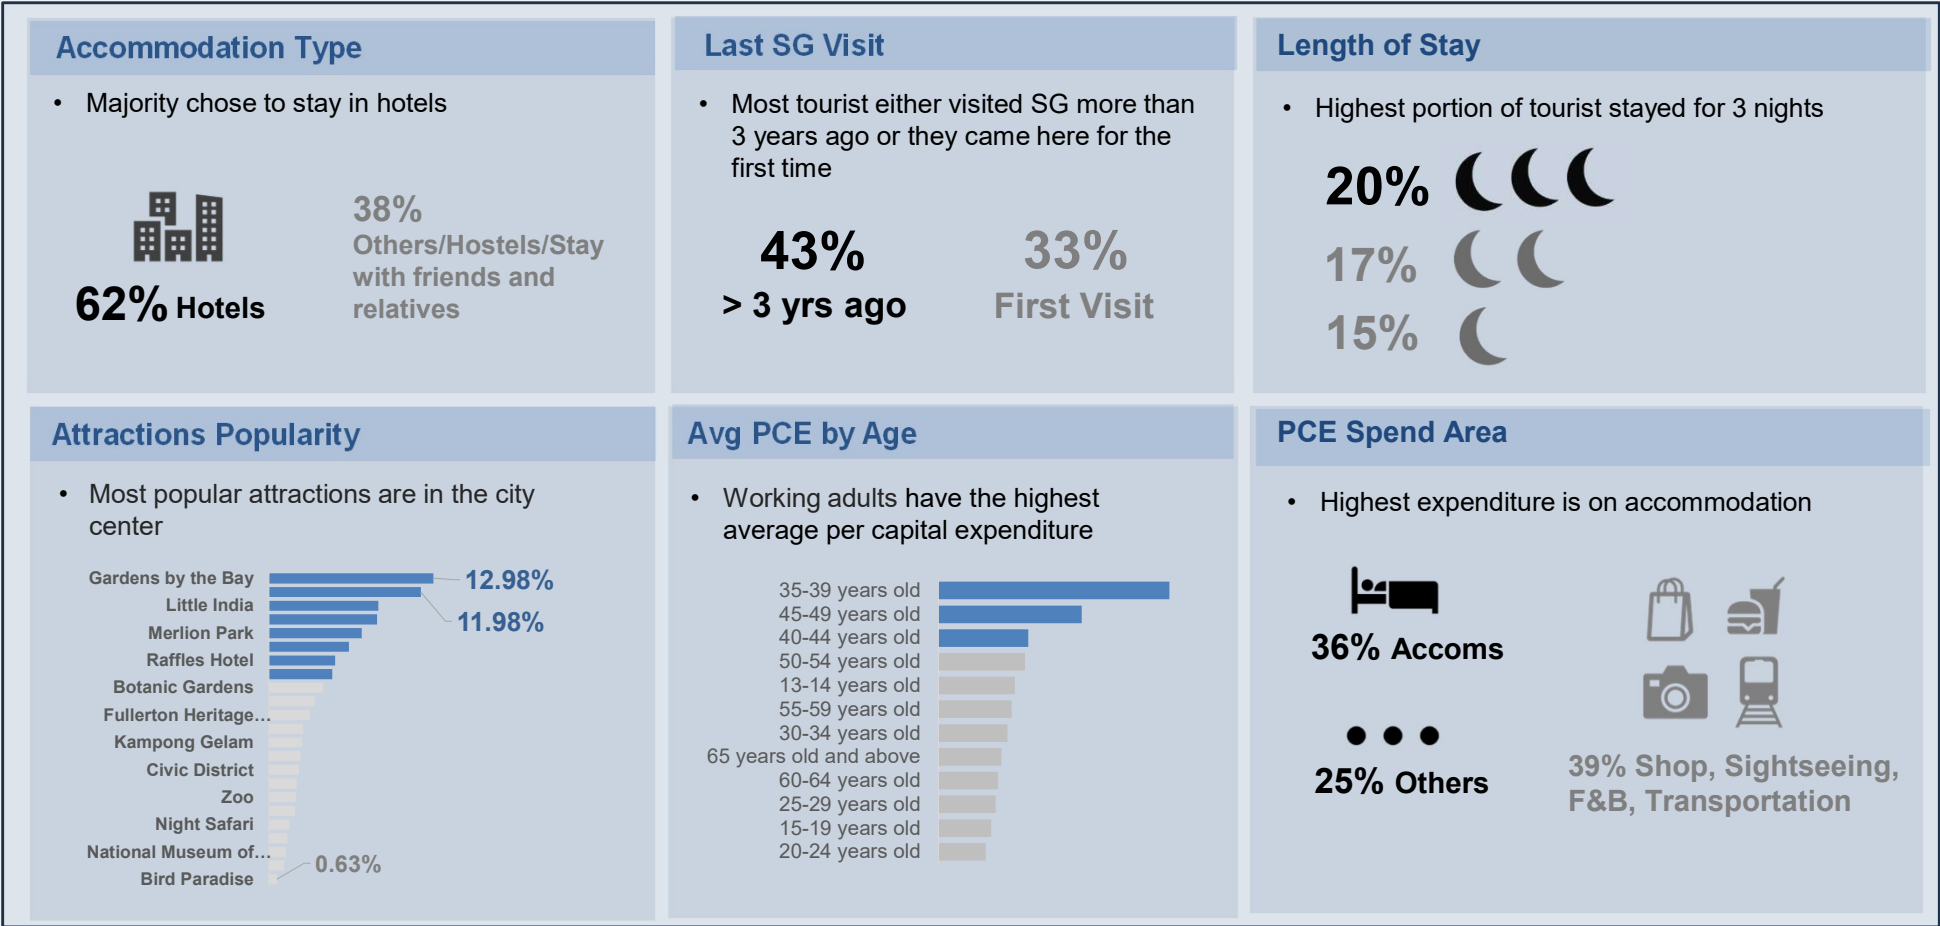 Accommodation Type
• Majority chose to stay in hotels
62% Hotels
38%
Others/Hostels/Stay
with friends and
relatives
Last SG Visit
• Most tourist either visited SG more than
3 years ago or they came here for the
first time
43%
> 3 yrs ago
33%
First Visit
Length of Stay
• Highest portion of tourist stayed for 3 nights
20%
17%
15%
Attractions Popularity
• Most popular attractions are in the city
center
Gardens by the Bay
12.98%
Little India
11.98%
Merlion Park
Raffles Hotel
Botanic Gardens
Fullerton Heritage…
Kampong Gelam
Civic District
Zoo
Night Safari
National Museum of…
0.63%
Bird Paradise
Avg PCE by Age
• Working adults have the highest
average per capital expenditure
35-39 years old
45-49 years old
40-44 years old
50-54 years old
13-14 years old
55-59 years old
30-34 years old
65 years old and above
60-64 years old
25-29 years old
15-19 years old
20-24 years old
PCE Spend Area
• Highest expenditure is on accommodation
36% Accoms
25% Others
39% Shop, Sightseeing,
F&B, Transportation